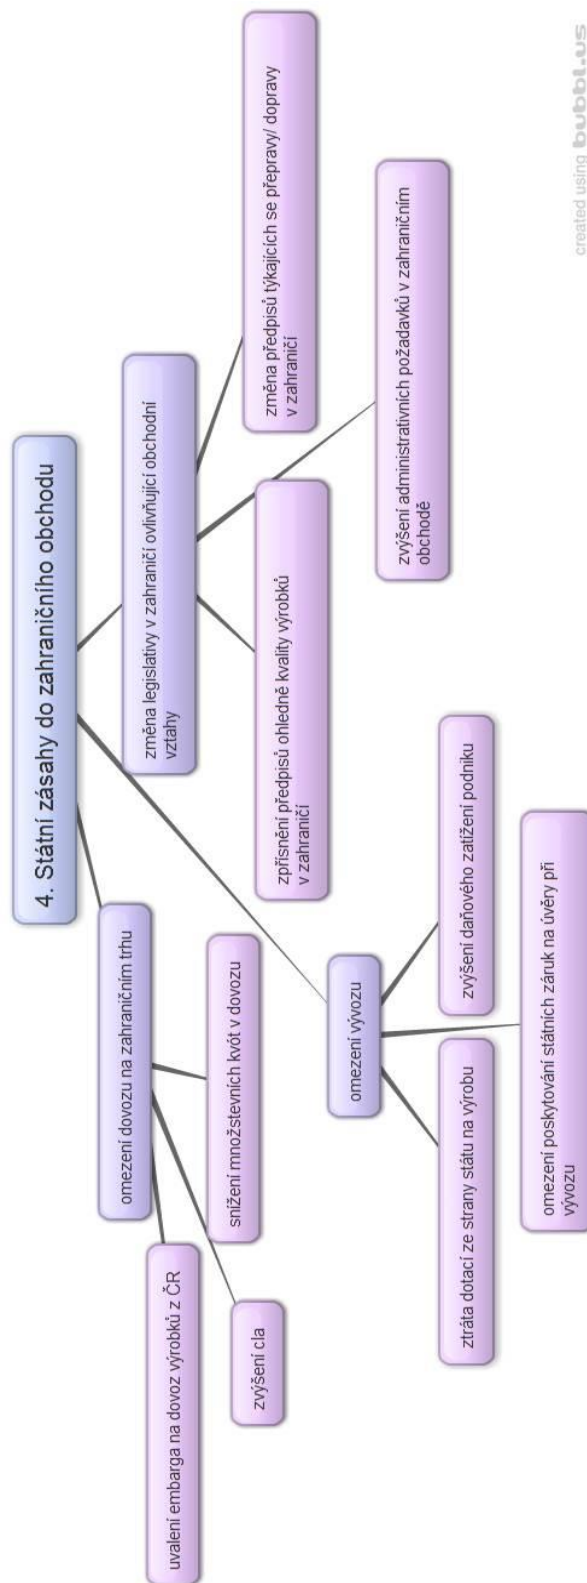 4. Státní zásahy do zahraničního obchodu
omezení dovozu na zahraničním trhu
uvalení embarga na dovoz výrobků z ČR
zvýšení cla
snížení množstevních kvót v dovozu
omezení vývozu
ztráta dotací ze strany státu na výrobu
omezení poskytování státních záruk na úvěry při
vývozu
zvýšení daňového zatížení podniku
změna legislativy v zahraničí ovlivňující obchodní
vztahy
zpřísnění předpisů ohledně kvality výrobků
v zahraničí
zvýšení administrativních požadavků v zahraničním
obchodě
změna předpisů týkajících se přepravy/ dopravy
v zahraničí
created using bubbl.us